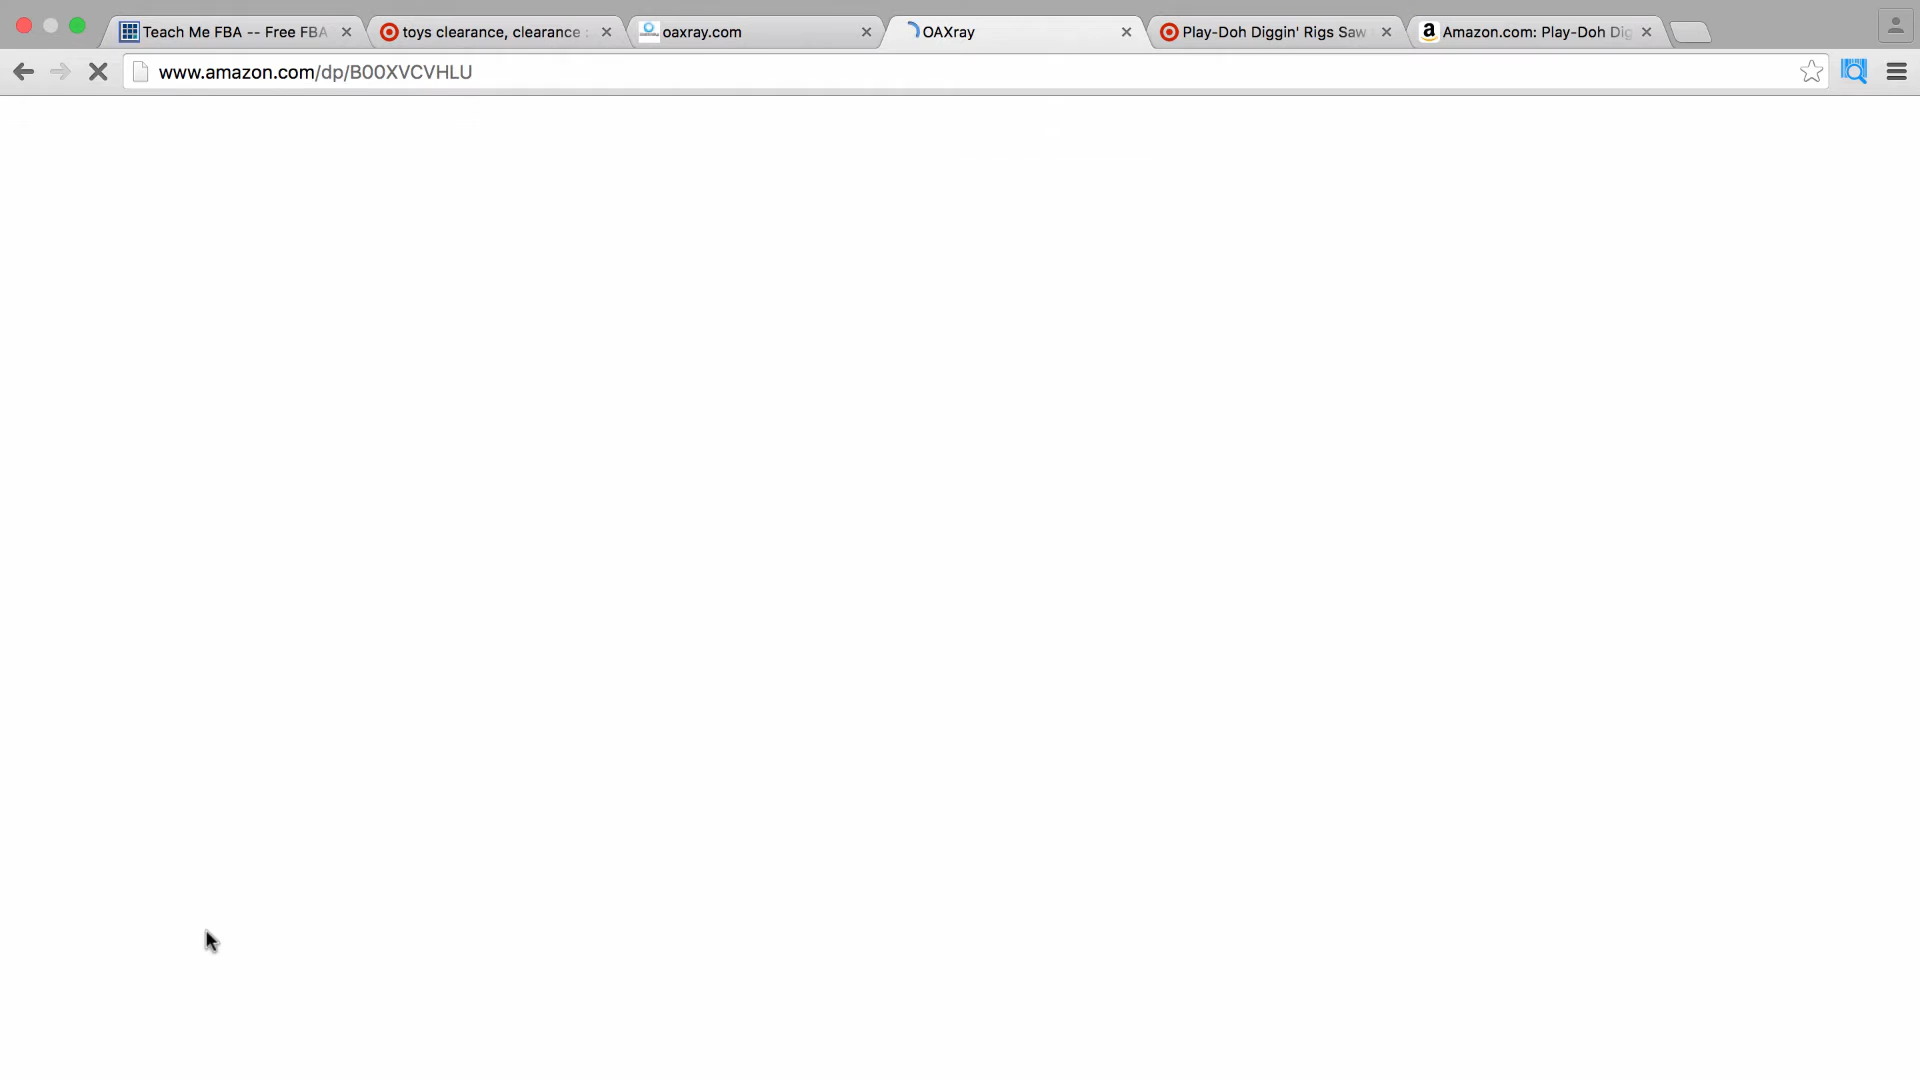 Teach Me FBA -- Free FBA
toys clearance, clearance
oaxray.com
OAXray
Play-Doh Diggin' Rigs Saw
Amazon.com: Play-Doh Dig
www.amazon.com/dp/B00XVCVHLU